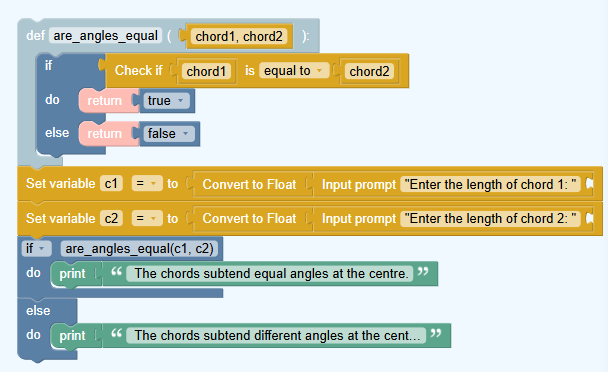 def are_angles_equal ( chord1, chord2 ):
if Check if chord1 is equal to chord2
do return true
else return false
Set variable c1 = to Convert to Float Input prompt "Enter the length of chord 1: "
Set variable c2 = to Convert to Float Input prompt "Enter the length of chord 2: "
if are_angles_equal(c1, c2)
do print “ The chords subtend equal angles at the centre. ”
else
do print “ The chords subtend different angles at the cent... ”